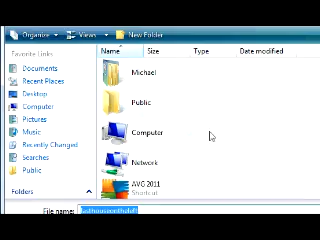 Organize Views New Folder
Favorite Links
Name Size Type Date modified
Documents
Recent Places
Desktop
Computer
Pictures
Music
Recently Changed
Searches
Public
Folders
Michael
Public
Computer
Network
AVG 2011
Shortcut
File name: lasthouseontheleft